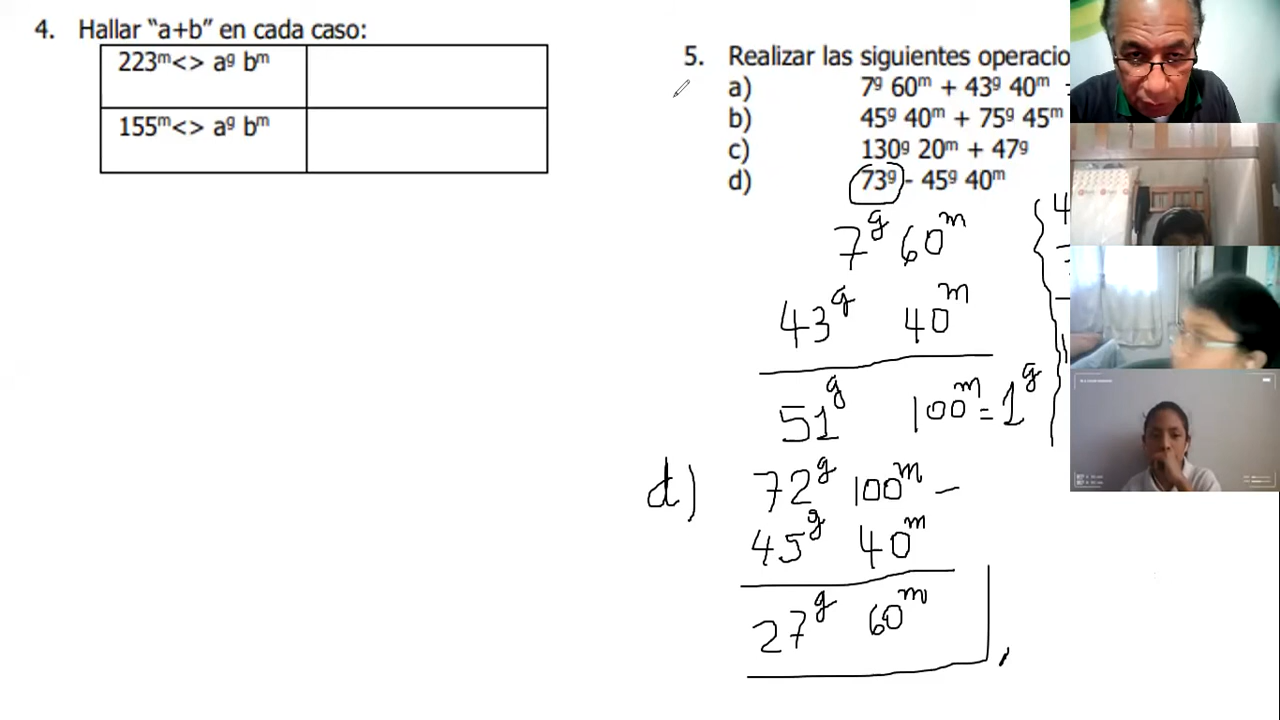 4. Hallar “a+b” en cada caso:
223ᵐ<> aᵍ bᵐ
155ᵐ<> aᵍ bᵐ
5. Realizar las siguientes operacio
a) 7ᵍ 60ᵐ + 43ᵍ 40ᵐ =
b) 45ᵍ 40ᵐ + 75ᵍ 45ᵐ
c) 130ᵍ 20ᵐ + 47ᵍ
d) 73ᵍ - 45ᵍ 40ᵐ
7ᵍ 60ᵐ
43ᵍ 40ᵐ
51ᵍ 100ᵐ = 1ᵍ
d) 72ᵍ 100ᵐ –
45ᵍ 40ᵐ
27ᵍ 60ᵐ